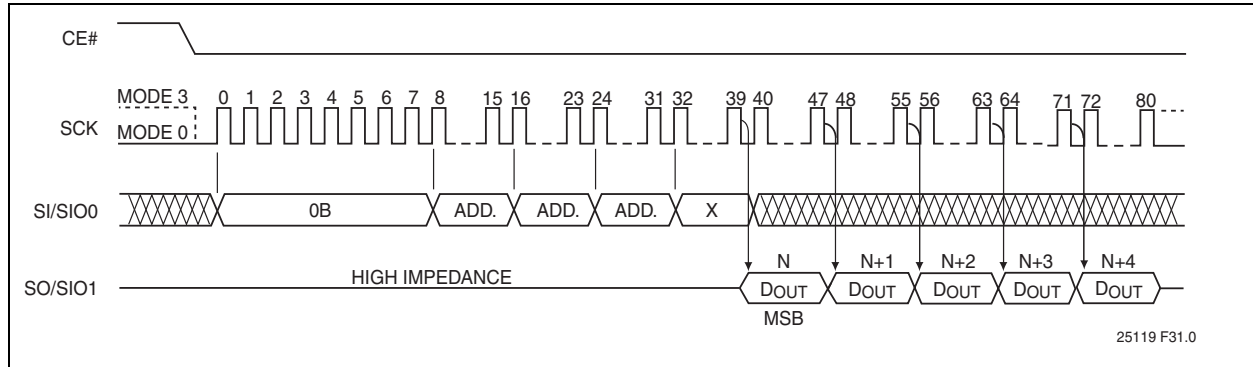 CE#
MODE 3
0 1 2 3 4 5 6 7 8 15 16 23 24 31 32 39 40 47 48 55 56 63 64 71 72 80
SCK
MODE 0
SI/SIO0
0B ADD. ADD. ADD. X
N N+1 N+2 N+3 N+4
HIGH IMPEDANCE
SO/SIO1
DOUT DOUT DOUT DOUT DOUT
MSB
25119 F31.0